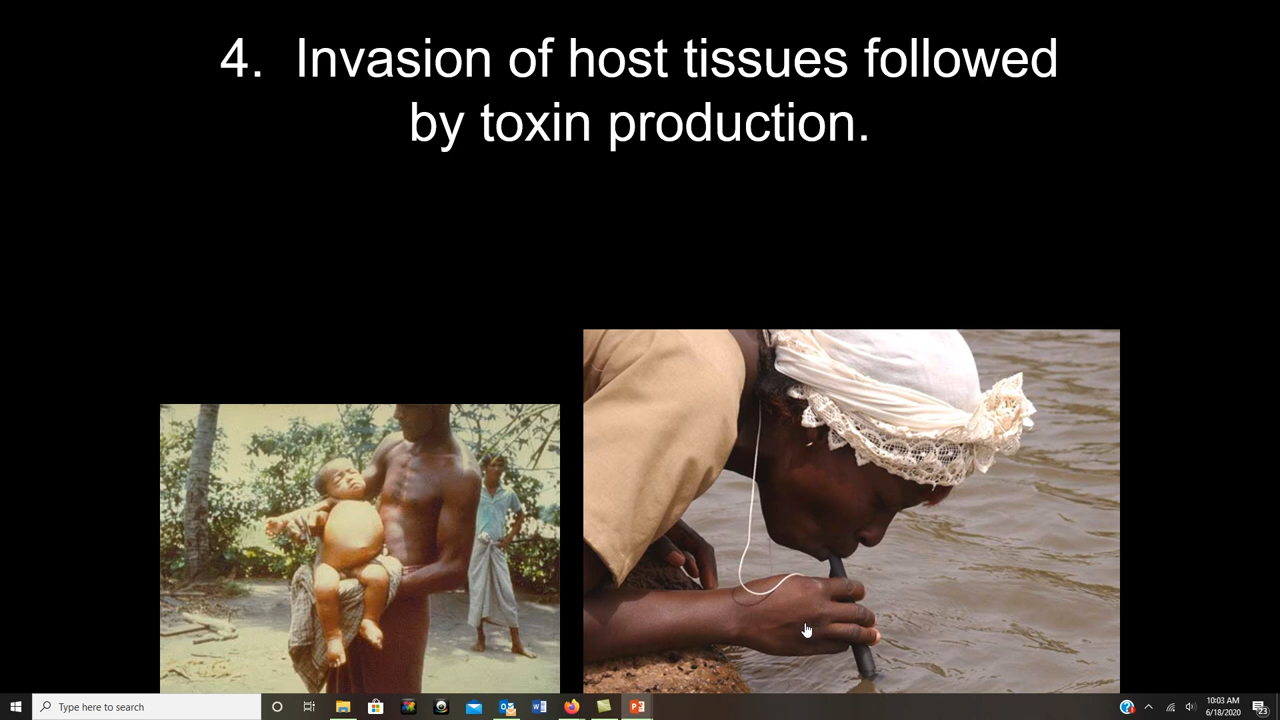 4. Invasion of host tissues followed
by toxin production.
Type here to search
10:03 AM
6/18/2020
23